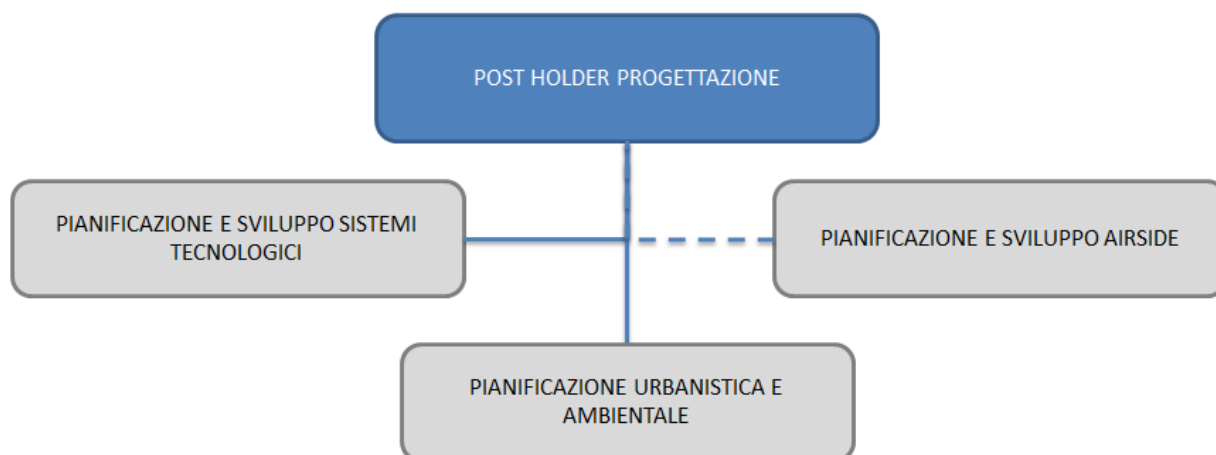 POST HOLDER PROGETTAZIONE
PIANIFICAZIONE E SVILUPPO SISTEMI
TECNOLOGICI
PIANIFICAZIONE E SVILUPPO AIRSIDE
PIANIFICAZIONE URBANISTICA E
AMBIENTALE